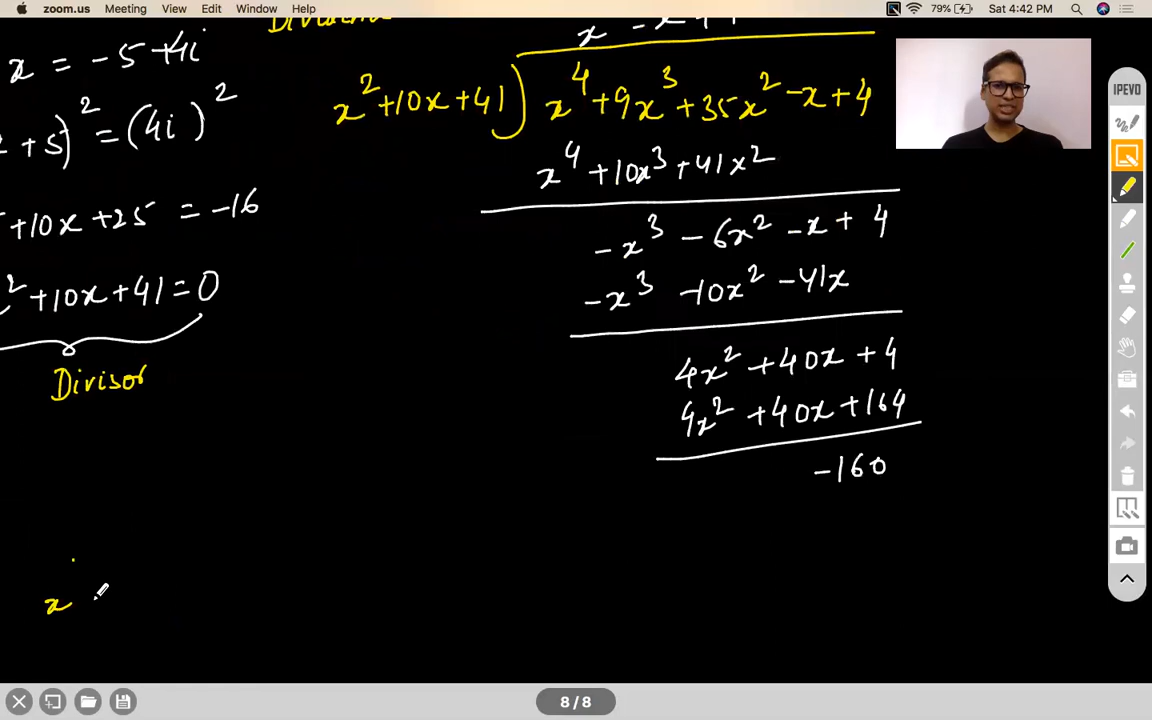 zoom.us Meeting View Edit Window Help 79% Sat 4:42 PM
x = -5+4i
+ 5)² = (4i)²
+10x +25 = -16
² +10x+41=0
Divisor
x² - x + 4
x²+10x+41) x⁴+9x³+35x²-x+4
x⁴ +10x³ +41x²
-x³ - 6x² -x + 4
-x³ -10x² -41x
4x² +40x +4
4x² +40x +164
-160
x
IPEVO
8 / 8